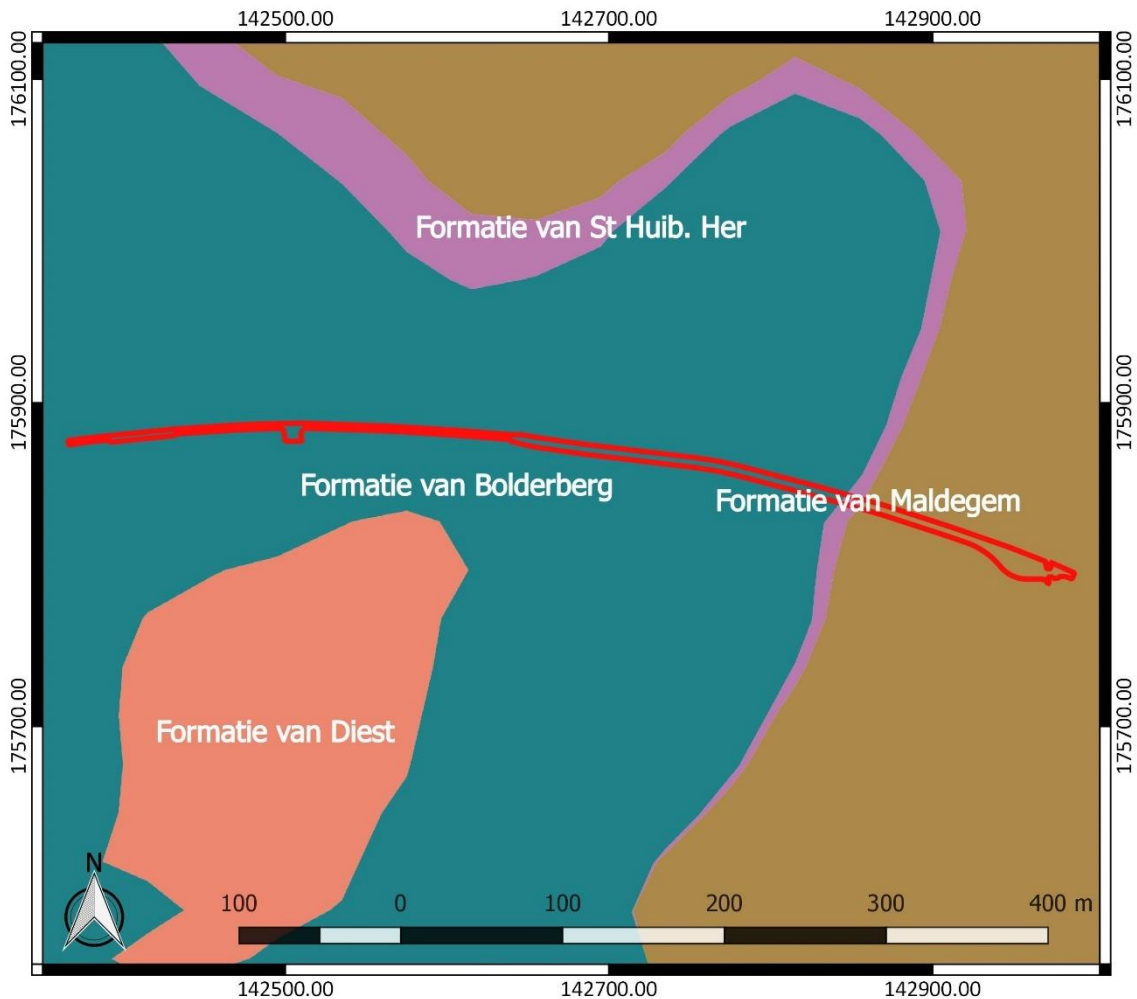 142500.00 142700.00 142900.00
176100.00 176100.00
Formatie van St Huib. Her
175900.00 175900.00
Formatie van Bolderberg
Formatie van Maldegem
175700.00 175700.00
Formatie van Diest
N
100 0 100 200 300 400 m
142500.00 142700.00 142900.00